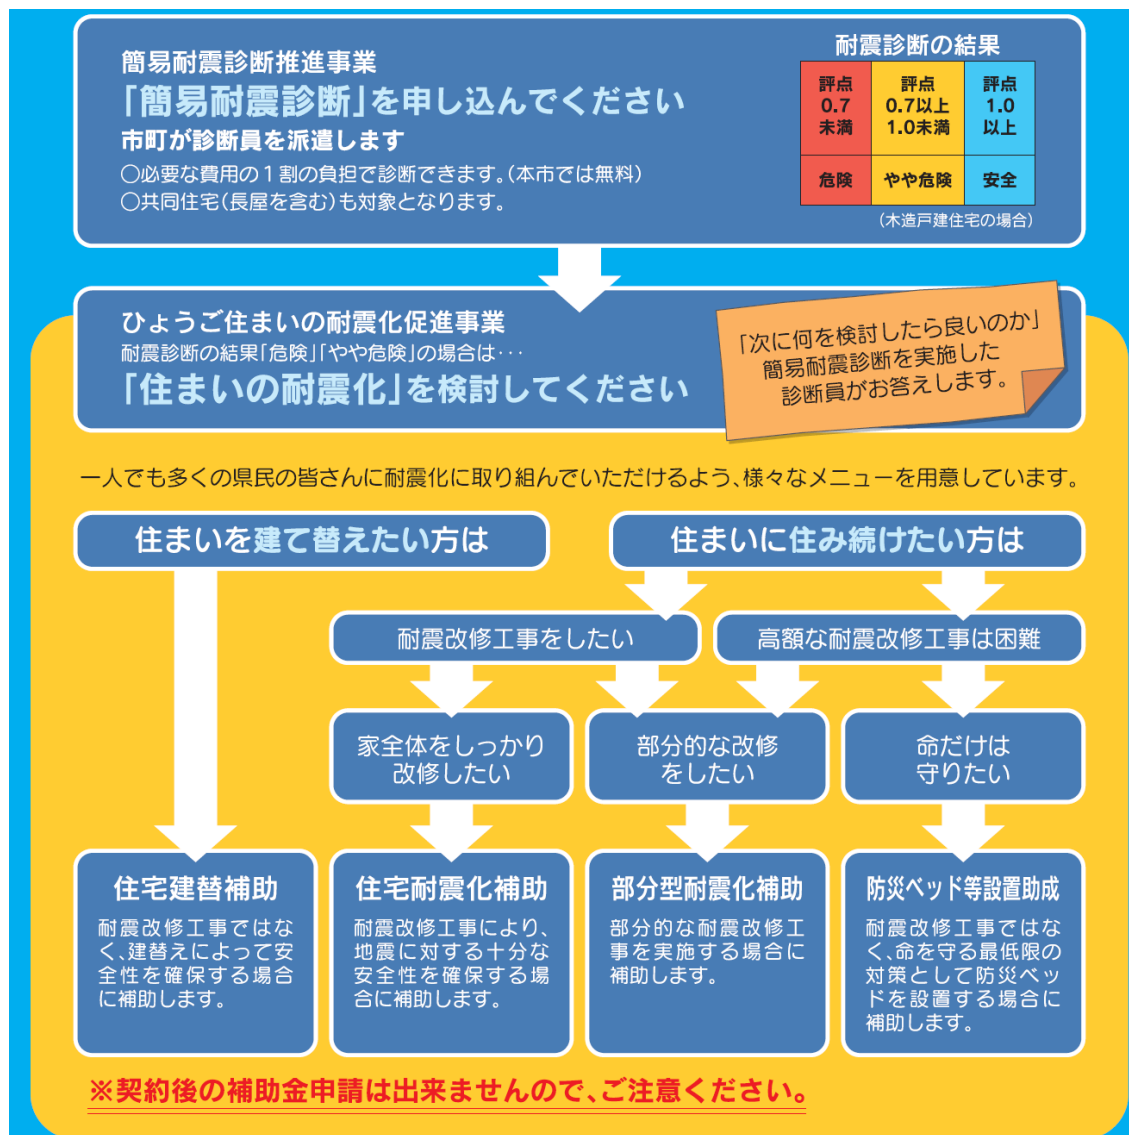 簡易耐震診断推進事業
「簡易耐震診断」を申し込んでください
市町が診断員を派遣します
○必要な費用の1割の負担で診断できます。(本市では無料)
○共同住宅(長屋を含む)も対象となります。
耐震診断の結果
評点
0.7
未満
評点
0.7以上
1.0未満
評点
1.0
以上
危険
やや危険
安全
(木造戸建住宅の場合)
ひょうご住まいの耐震化促進事業
耐震診断の結果「危険」「やや危険」の場合は・・・
「住まいの耐震化」を検討してください
「次に何を検討したら良いのか」
簡易耐震診断を実施した
診断員がお答えします。
一人でも多くの県民の皆さんに耐震化に取り組んでいただけるよう、様々なメニューを用意しています。
住まいを建て替えたい方は
住まいに住み続けたい方は
耐震改修工事をしたい
高額な耐震改修工事は困難
家全体をしっかり
改修したい
部分的な改修
をしたい
命だけは
守りたい
住宅建替補助
耐震改修工事ではな
く、建替えによって安
全性を確保する場合
に補助します。
住宅耐震化補助
耐震改修工事により、
地震に対する十分な
安全性を確保する場
合に補助します。
部分型耐震化補助
部分的な耐震改修工
事を実施する場合に
補助します。
防災ベッド等設置助成
耐震改修工事ではな
く、命を守る最低限の
対策として防災ベッ
ドを設置する場合に
補助します。
※契約後の補助金申請は出来ませんので、ご注意ください。